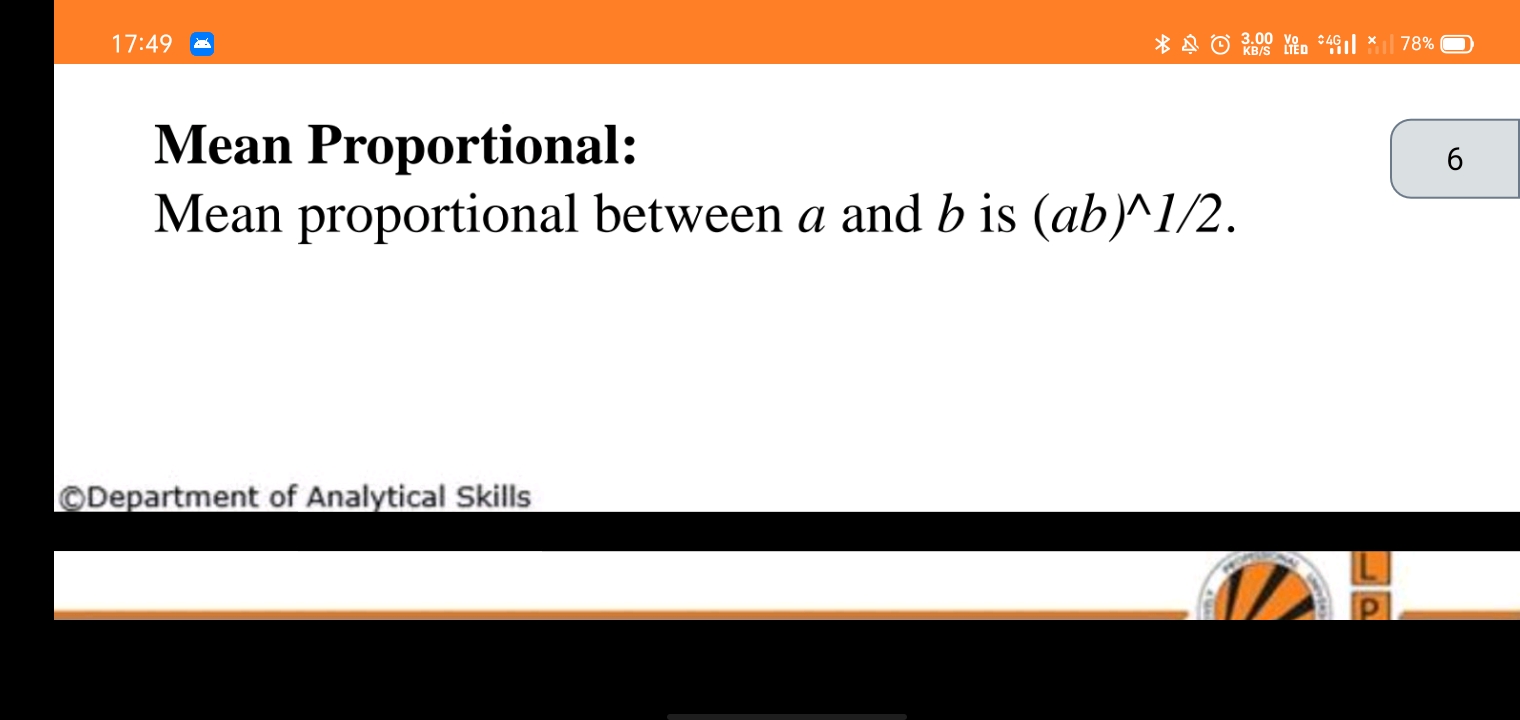 17:49 3.00 KB/S Vo LTE 4G 78%
Mean Proportional:
6
Mean proportional between a and b is (ab)^1/2.
©Department of Analytical Skills
L
P